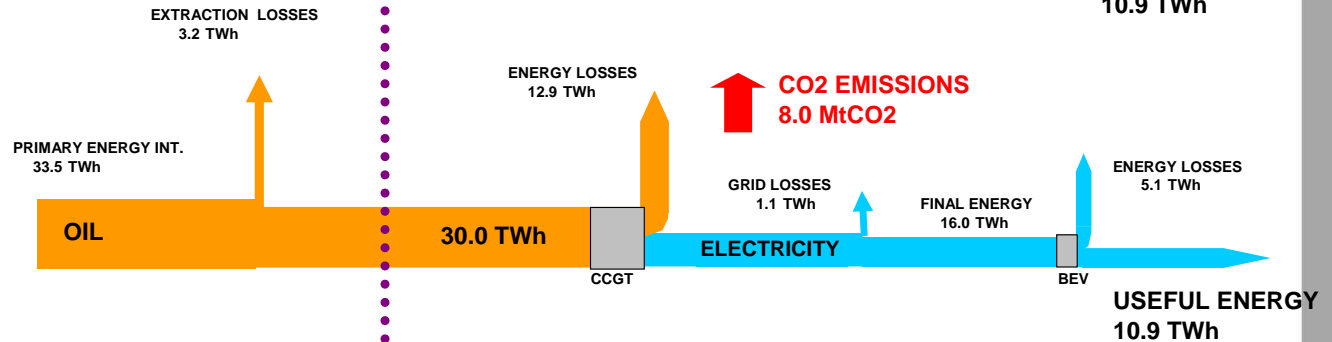 10.9 TWh
EXTRACTION LOSSES
3.2 TWh
ENERGY LOSSES
12.9 TWh
CO2 EMISSIONS
8.0 MtCO2
PRIMARY ENERGY INT.
33.5 TWh
ENERGY LOSSES
5.1 TWh
GRID LOSSES
1.1 TWh
FINAL ENERGY
16.0 TWh
OIL
30.0 TWh
ELECTRICITY
CCGT
BEV
USEFUL ENERGY
10.9 TWh